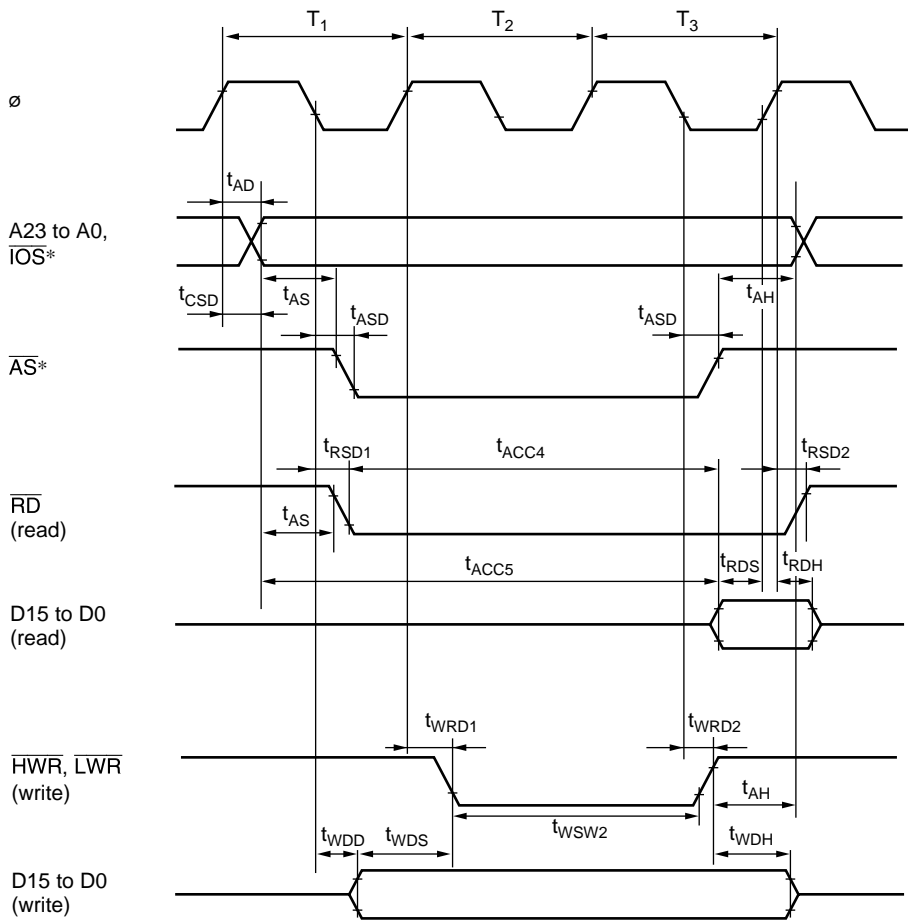 T1 T2 T3
ø
tAD
A23 to A0,
IOS*
tCSD tAS tAH
tASD tASD
AS*
tRSD1 tACC4 tRSD2
RD
(read)
tAS
tACC5 tRDS tRDH
D15 to D0
(read)
tWRD1 tWRD2
HWR, LWR
(write)
tAH
tWSW2
tWDD tWDS tWDH
D15 to D0
(write)